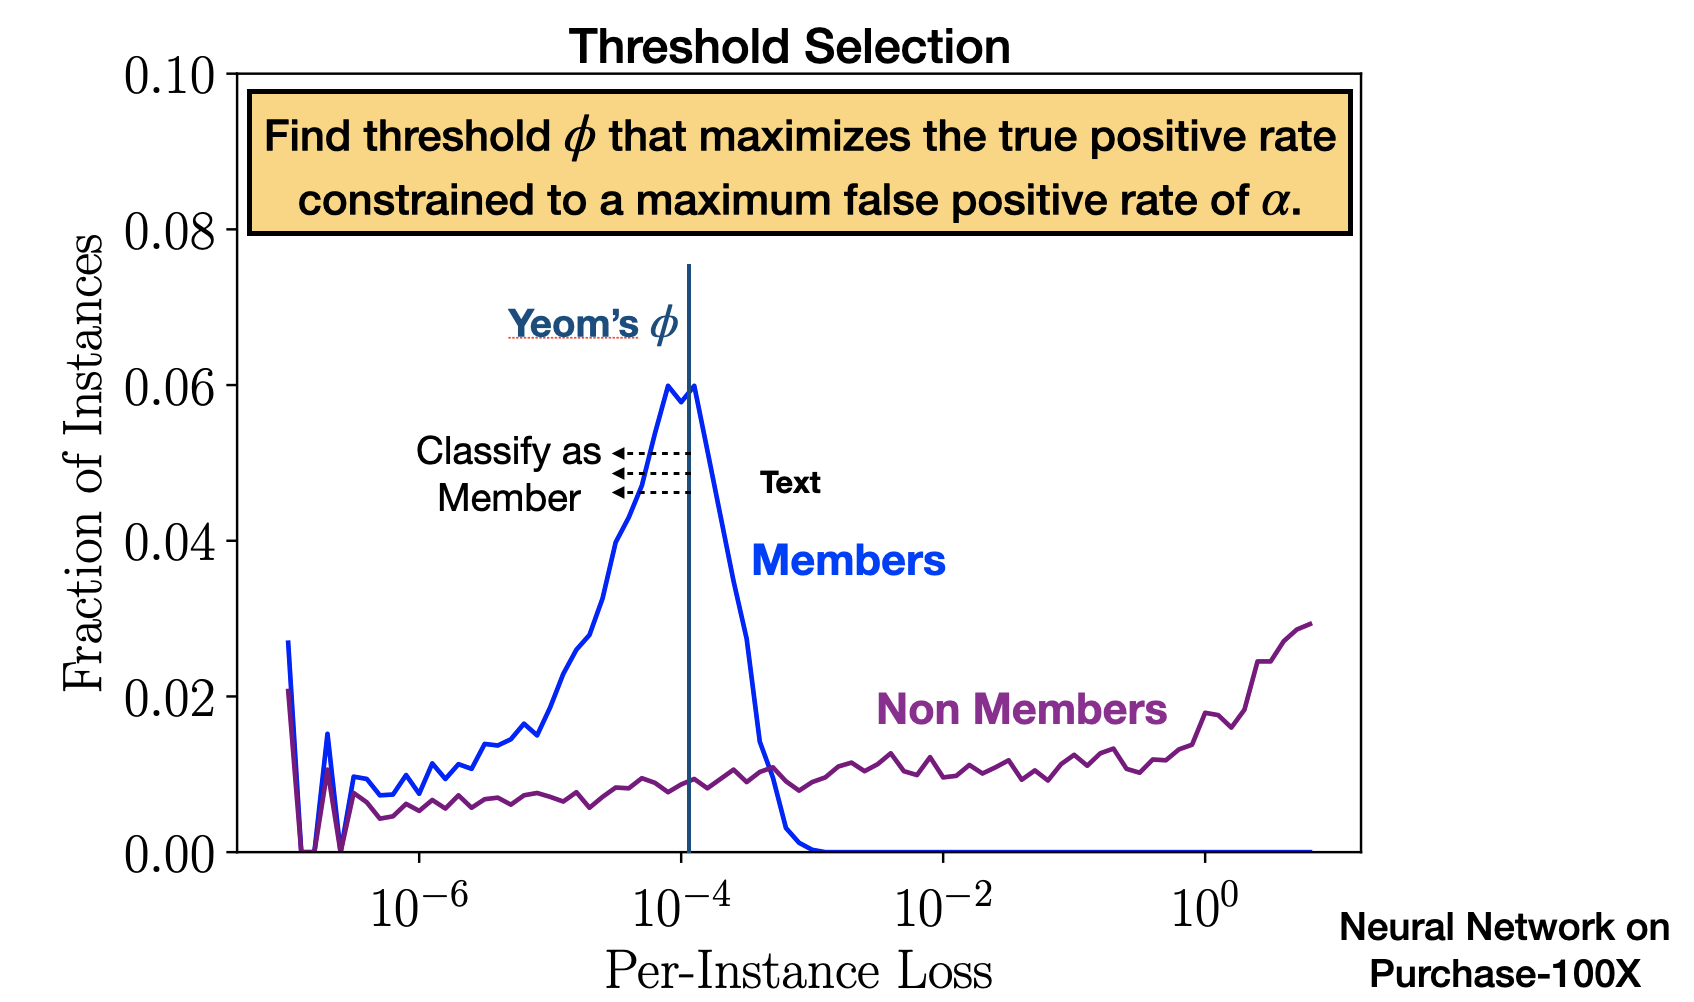 Threshold Selection
Find threshold ϕ that maximizes the true positive rate
constrained to a maximum false positive rate of α.
0.10
0.08
0.06
0.04
0.02
0.00
Fraction of Instances
Yeom's ϕ
Classify as
Member
Text
Members
Non Members
10⁻⁶
10⁻⁴
10⁻²
10⁰
Per-Instance Loss
Neural Network on
Purchase-100X